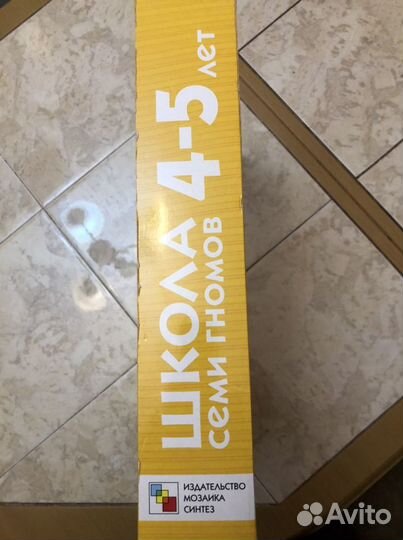 ШКОЛА
СЕМИ ГНОМОВ
4-5 лет
ИЗДАТЕЛЬСТВО
МОЗАИКА
СИНТЕЗ
Avito